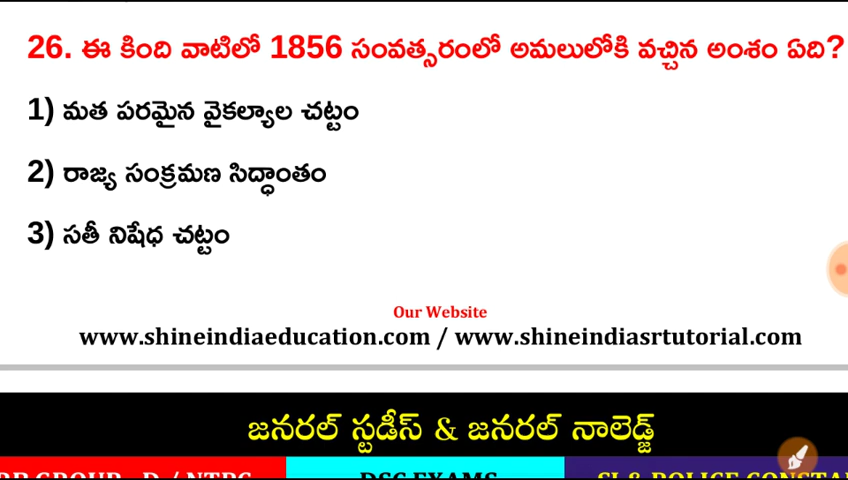 26. ఈ కింది వాటిలో 1856 సంవత్సరంలో అమలులోకి వచ్చిన అంశం ఏది?
1) మత పరమైన వైకల్యాల చట్టం
2) రాజ్య సంక్రమణ సిద్ధాంతం
3) సతీ నిషేధ చట్టం
Our Website
www.shineindiaeducation.com / www.shineindiasrtutorial.com
జనరల్ స్టడీస్ & జనరల్ నాలెడ్జ్
RB GROUP - D / NTPC DSC EXAMS SI & POLICE CONSTA